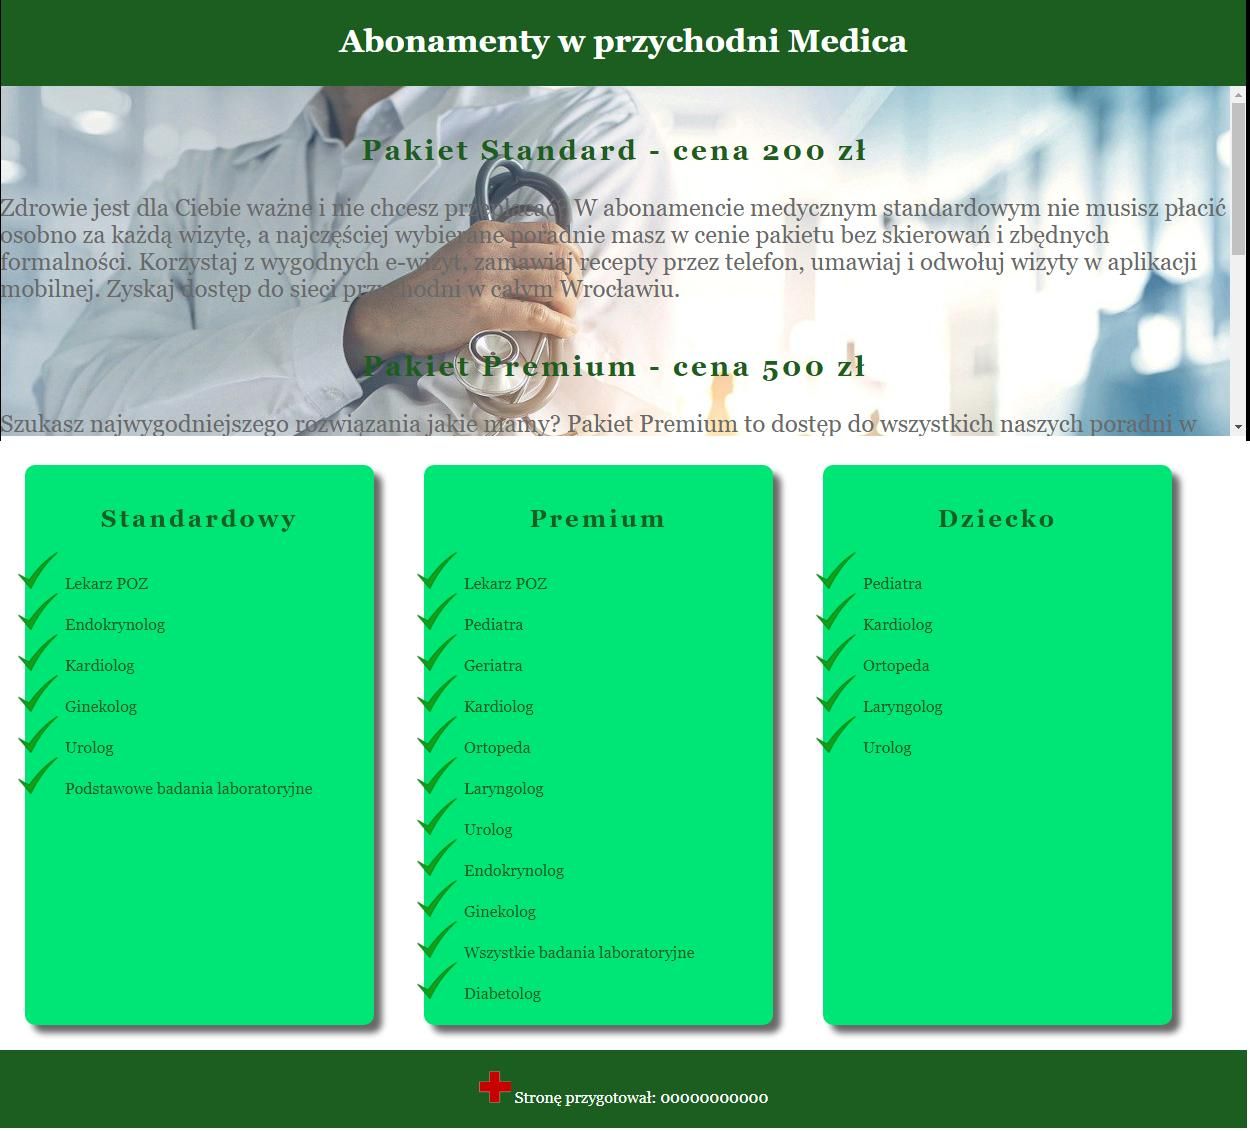 Abonamenty w przychodni Medica
Pakiet Standard - cena 200 zł
Zdrowie jest dla Ciebie ważne i nie chcesz przepłacać? W abonamencie medycznym standardowym nie musisz płacić
osobno za każdą wizytę, a najczęściej wybierane poradnie masz w cenie pakietu bez skierowań i zbędnych
formalności. Korzystaj z wygodnych e-wizyt, zamawiaj recepty przez telefon, umawiaj i odwołuj wizyty w aplikacji
mobilnej. Zyskaj dostęp do sieci przychodni w całym Wrocławiu.
Pakiet Premium - cena 500 zł
Szukasz najwygodniejszego rozwiązania jakie mamy? Pakiet Premium to dostęp do wszystkich naszych poradni w
Standardowy
Lekarz POZ
Endokrynolog
Kardiolog
Ginekolog
Urolog
Podstawowe badania laboratoryjne
Premium
Lekarz POZ
Pediatra
Geriatra
Kardiolog
Ortopeda
Laryngolog
Urolog
Endokrynolog
Ginekolog
Wszystkie badania laboratoryjne
Diabetolog
Dziecko
Pediatra
Kardiolog
Ortopeda
Laryngolog
Urolog
Stronę przygotował: 00000000000